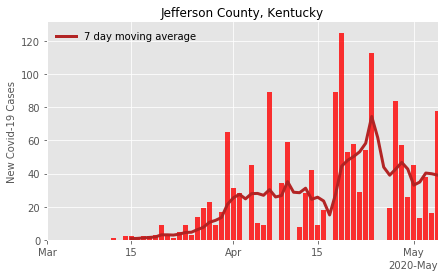 Jefferson County, Kentucky
7 day moving average
New Covid-19 Cases
120
100
80
60
40
20
0
Mar
15
Apr
15
May
2020-May